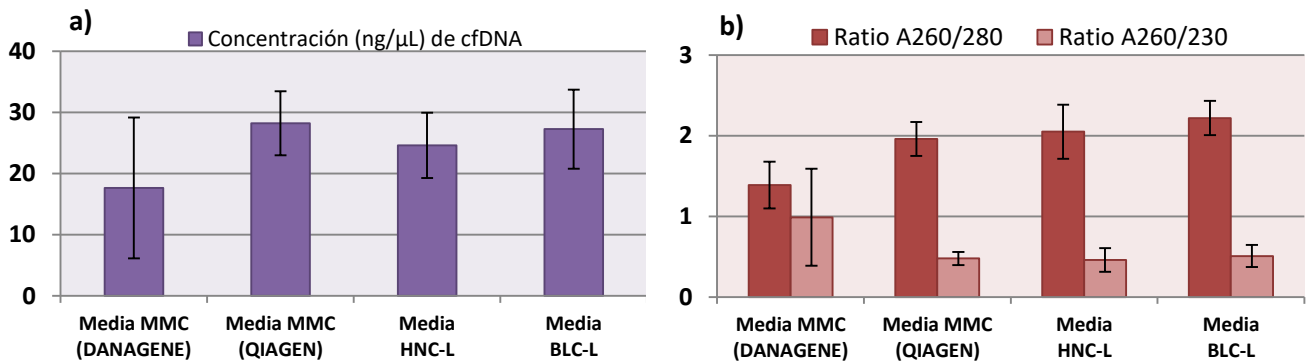 a)
Concentración (ng/µL) de cfDNA
40
30
20
10
0
Media MMC
(DANAGENE)
Media MMC
(QIAGEN)
Media
HNC-L
Media
BLC-L
b)
Ratio A260/280
Ratio A260/230
3
2
1
0
Media MMC
(DANAGENE)
Media MMC
(QIAGEN)
Media
HNC-L
Media
BLC-L